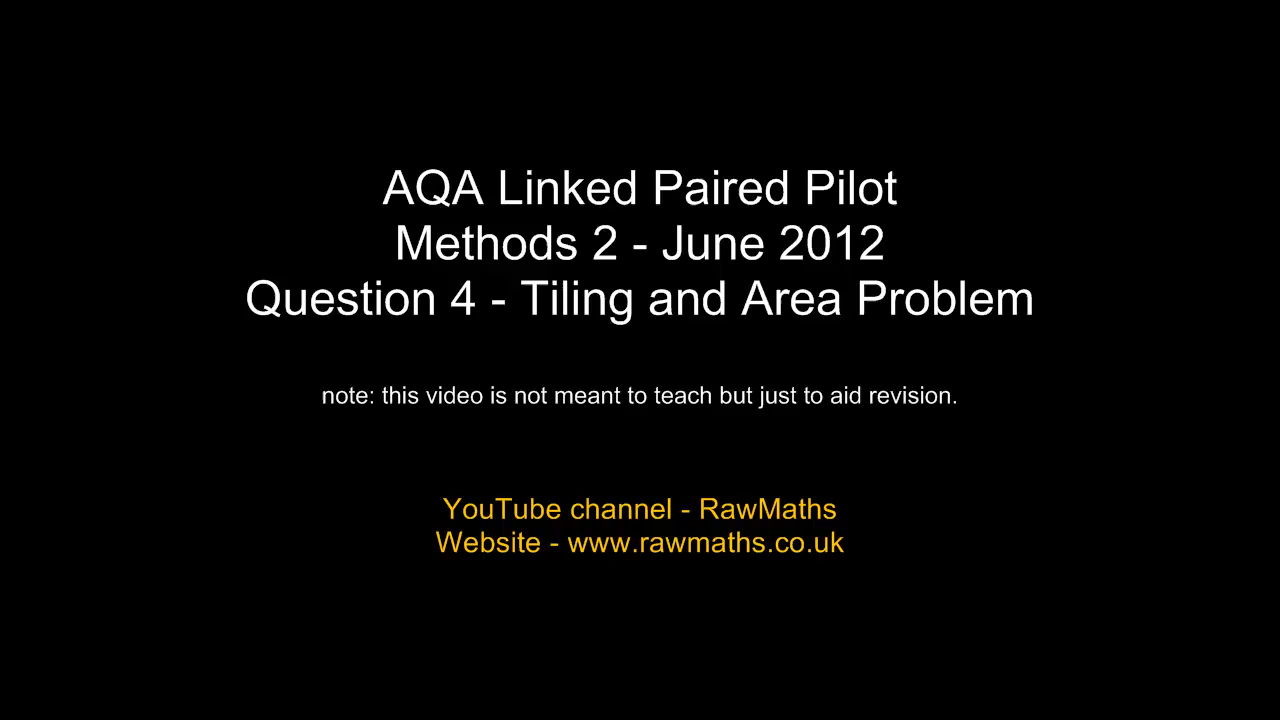 AQA Linked Paired Pilot
Methods 2 - June 2012
Question 4 - Tiling and Area Problem
note: this video is not meant to teach but just to aid revision.
YouTube channel - RawMaths
Website - www.rawmaths.co.uk